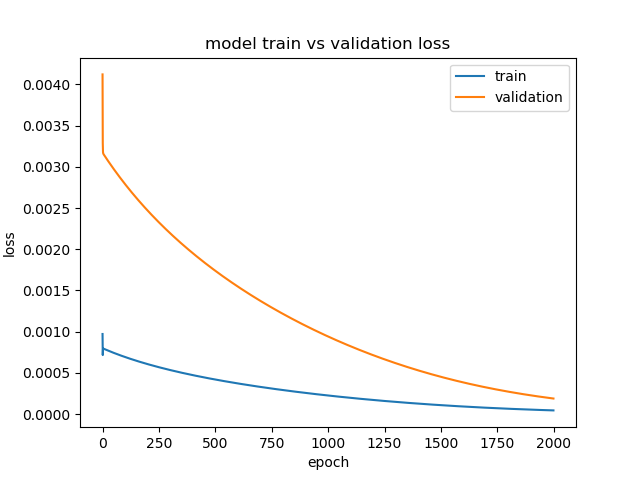 model train vs validation loss
train
validation
0.0040
0.0035
0.0030
0.0025
0.0020
0.0015
0.0010
0.0005
0.0000
loss
0 250 500 750 1000 1250 1500 1750 2000
epoch